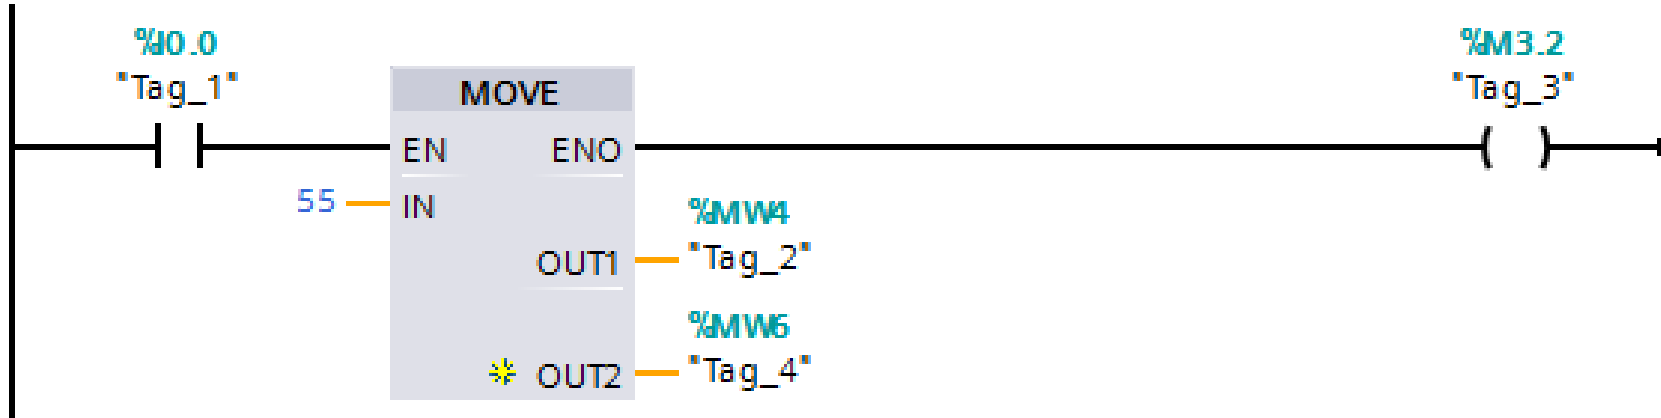 %I0.0
"Tag_1"
%M3.2
"Tag_3"
MOVE
EN ENO
55 IN
%MW4
OUT1 "Tag_2"
%MW6
OUT2 "Tag_4"